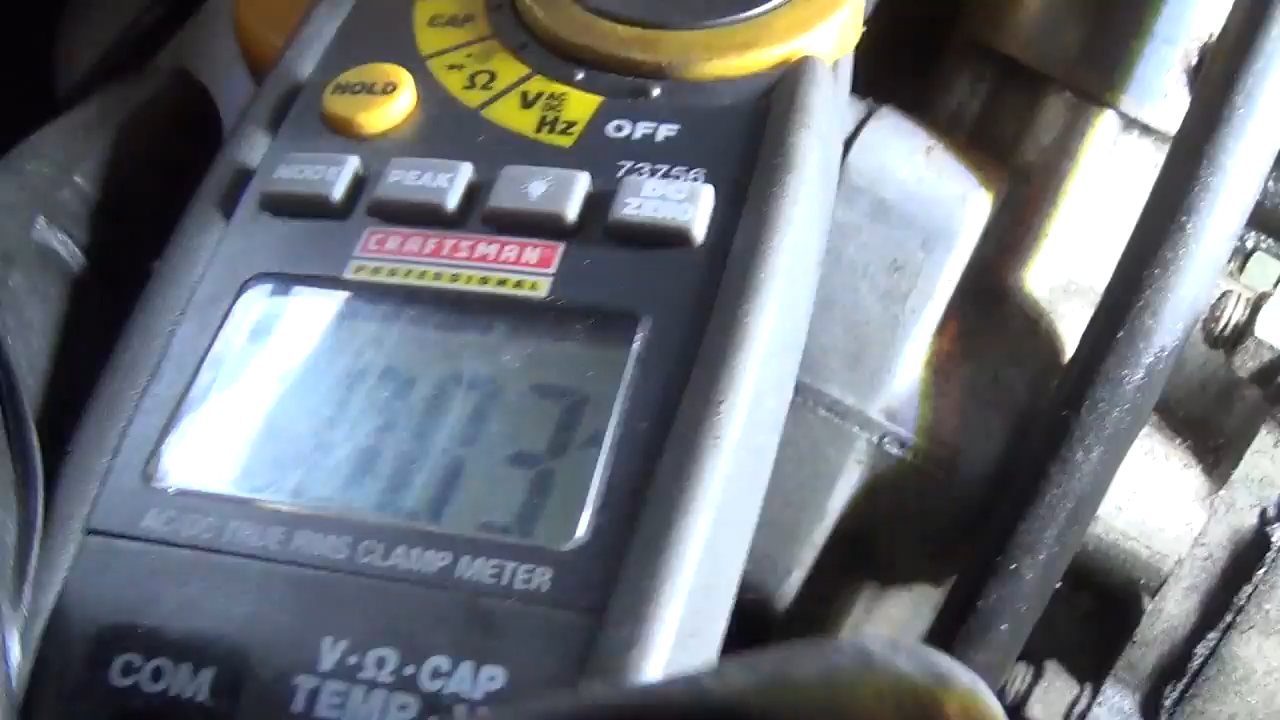 CAP
Ω
HOLD
V AC DC
Hz
OFF
73756
MODE
PEAK
DC
ZERO
CRAFTSMAN
PROFESSIONAL
AC/DC TRUE RMS CLAMP METER
COM
V·Ω·CAP
TEMP